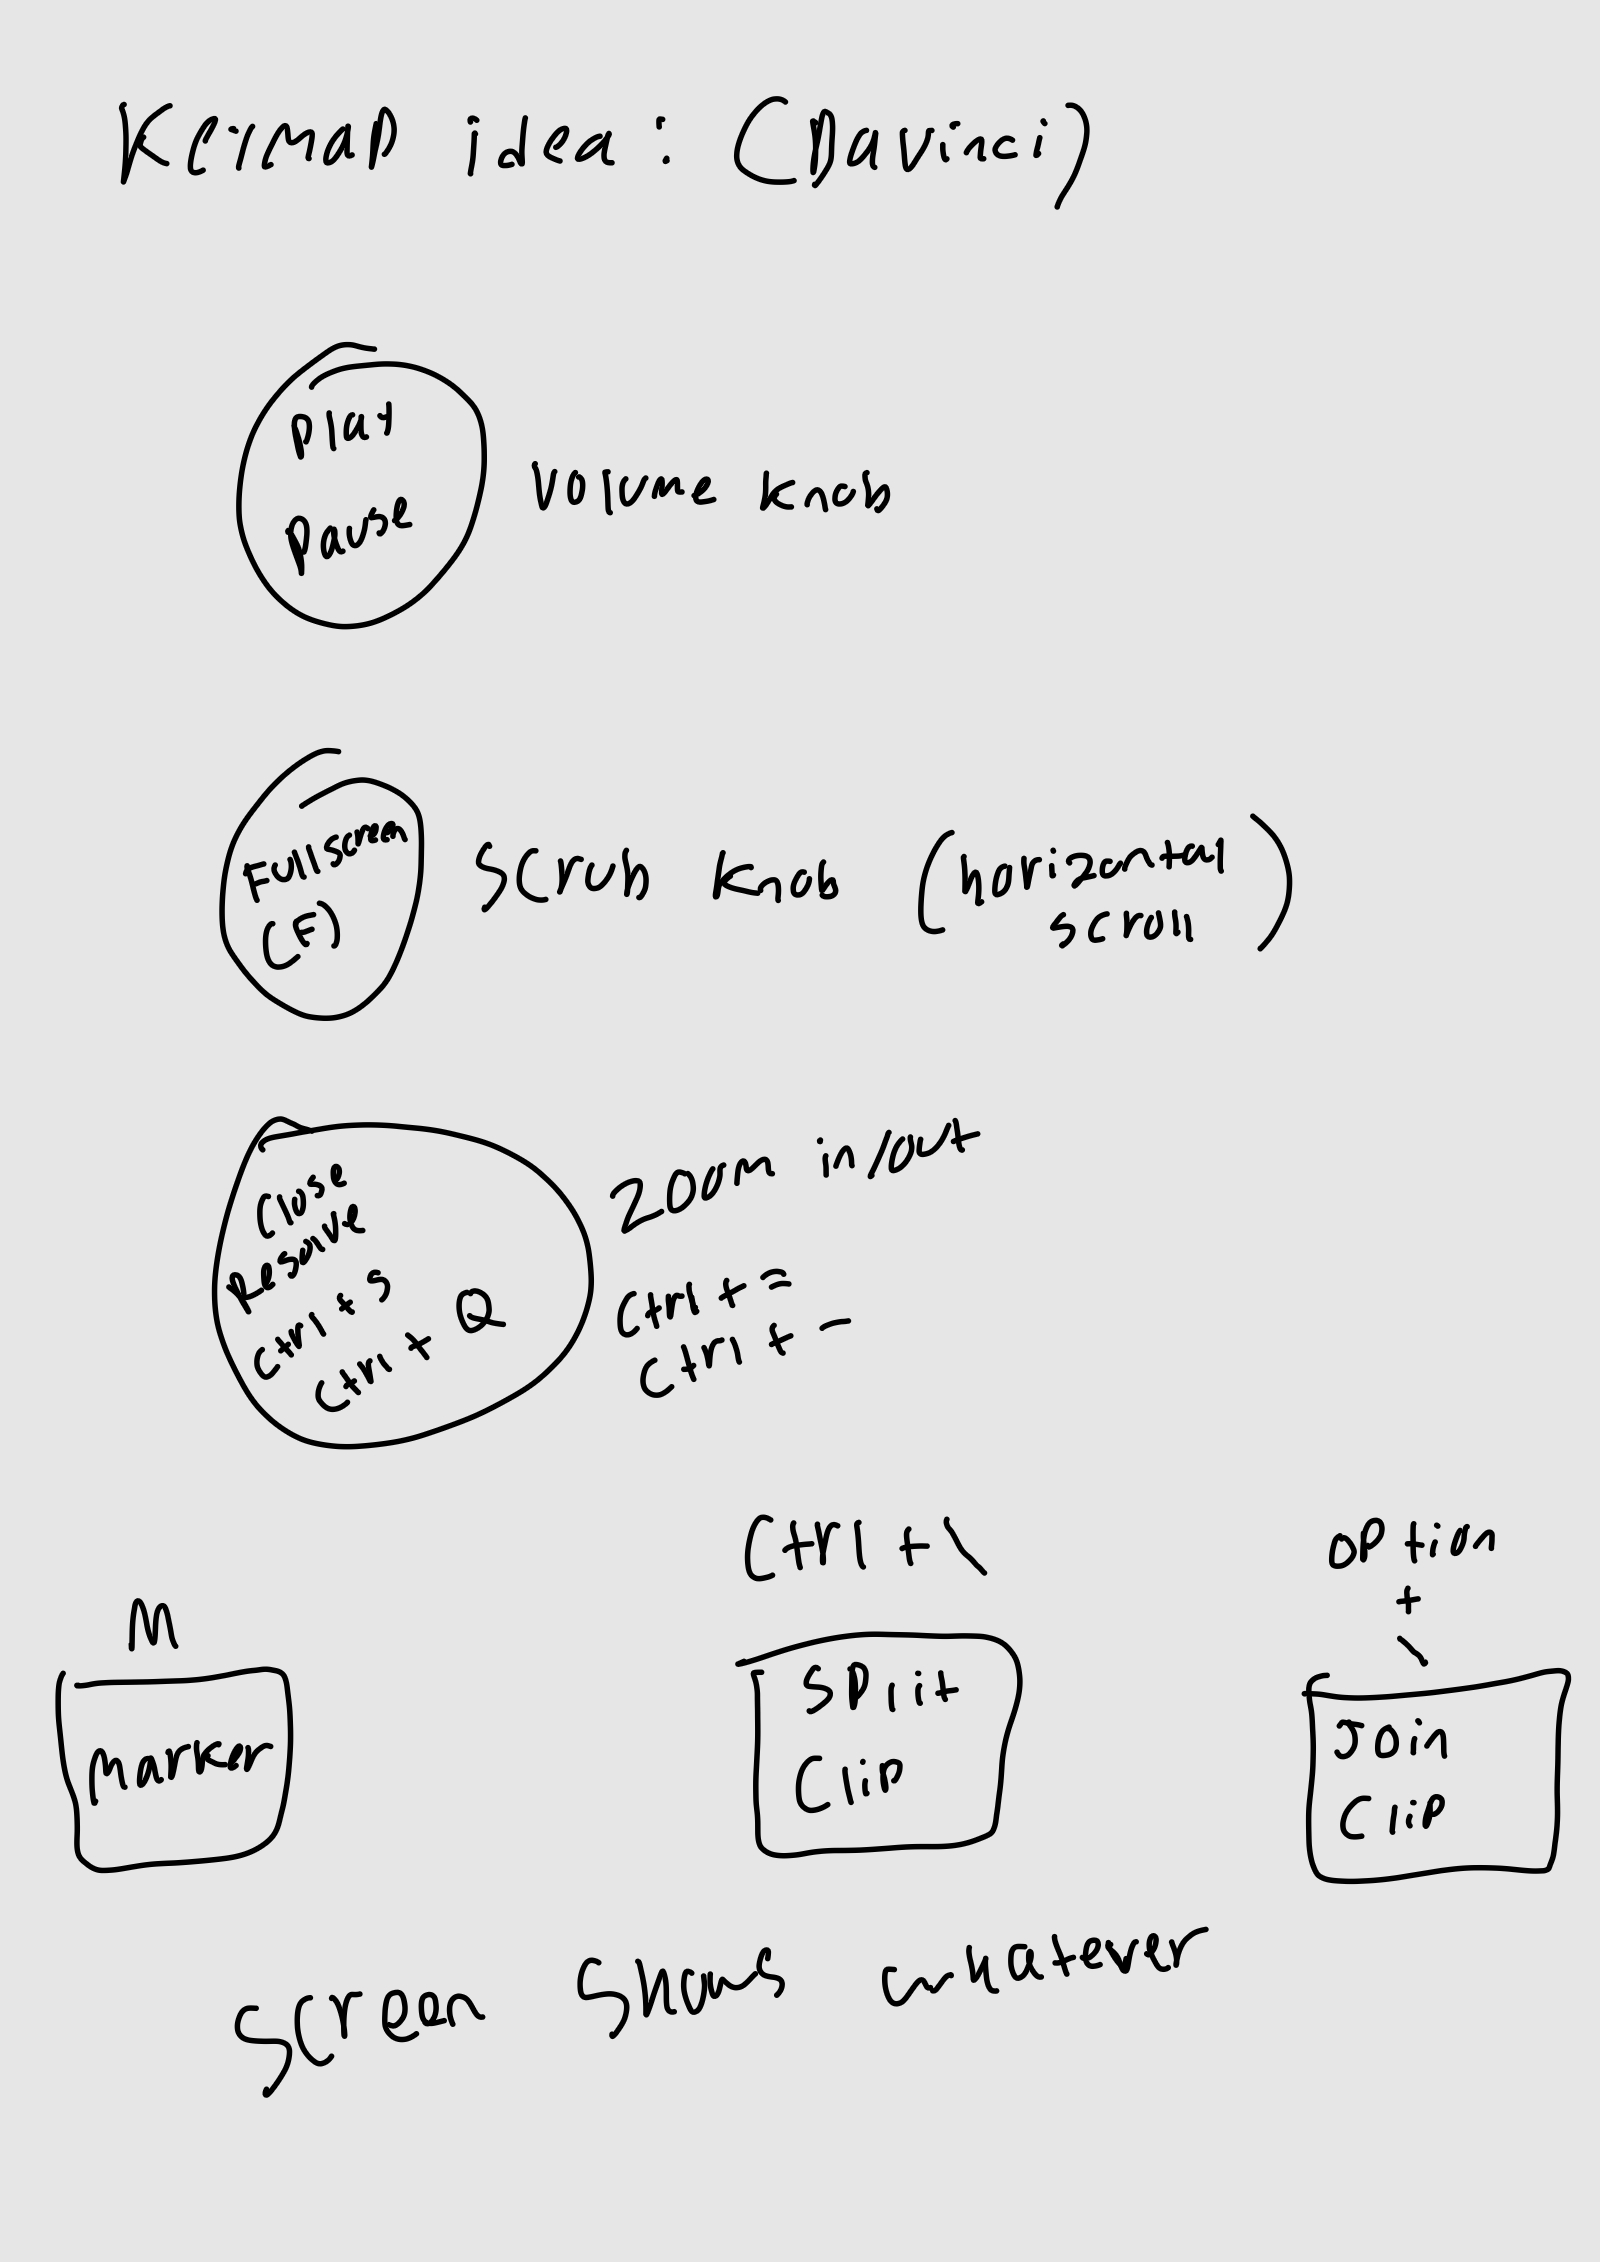 Keymap idea: (Davinci)
Play
Pause
Volume Knob
Fullscreen
(F)
Scrub Knob (horizontal
scroll)
Close
Resolve
Ctrl + s
Ctrl + Q
Zoom in/out
Ctrl + =
Ctrl + -
M
Marker
Ctrl + \
Split
Clip
option
+
\
Join
Clip
Screen Shows whatever